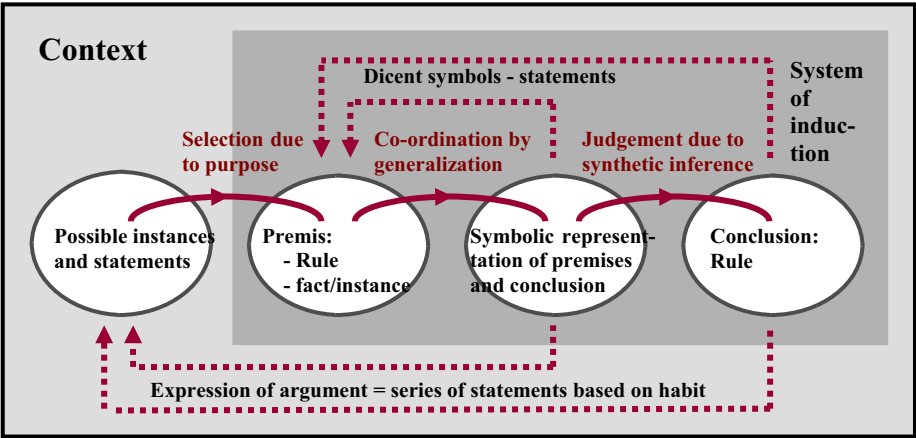 Context
System
of
induc-
tion
Dicent symbols - statements
Selection due
to purpose
Co-ordination by
generalization
Judgement due to
synthetic inference
Possible instances
and statements
Premis:
- Rule
- fact/instance
Symbolic represen-
tation of premises
and conclusion
Conclusion:
Rule
Expression of argument = series of statements based on habit